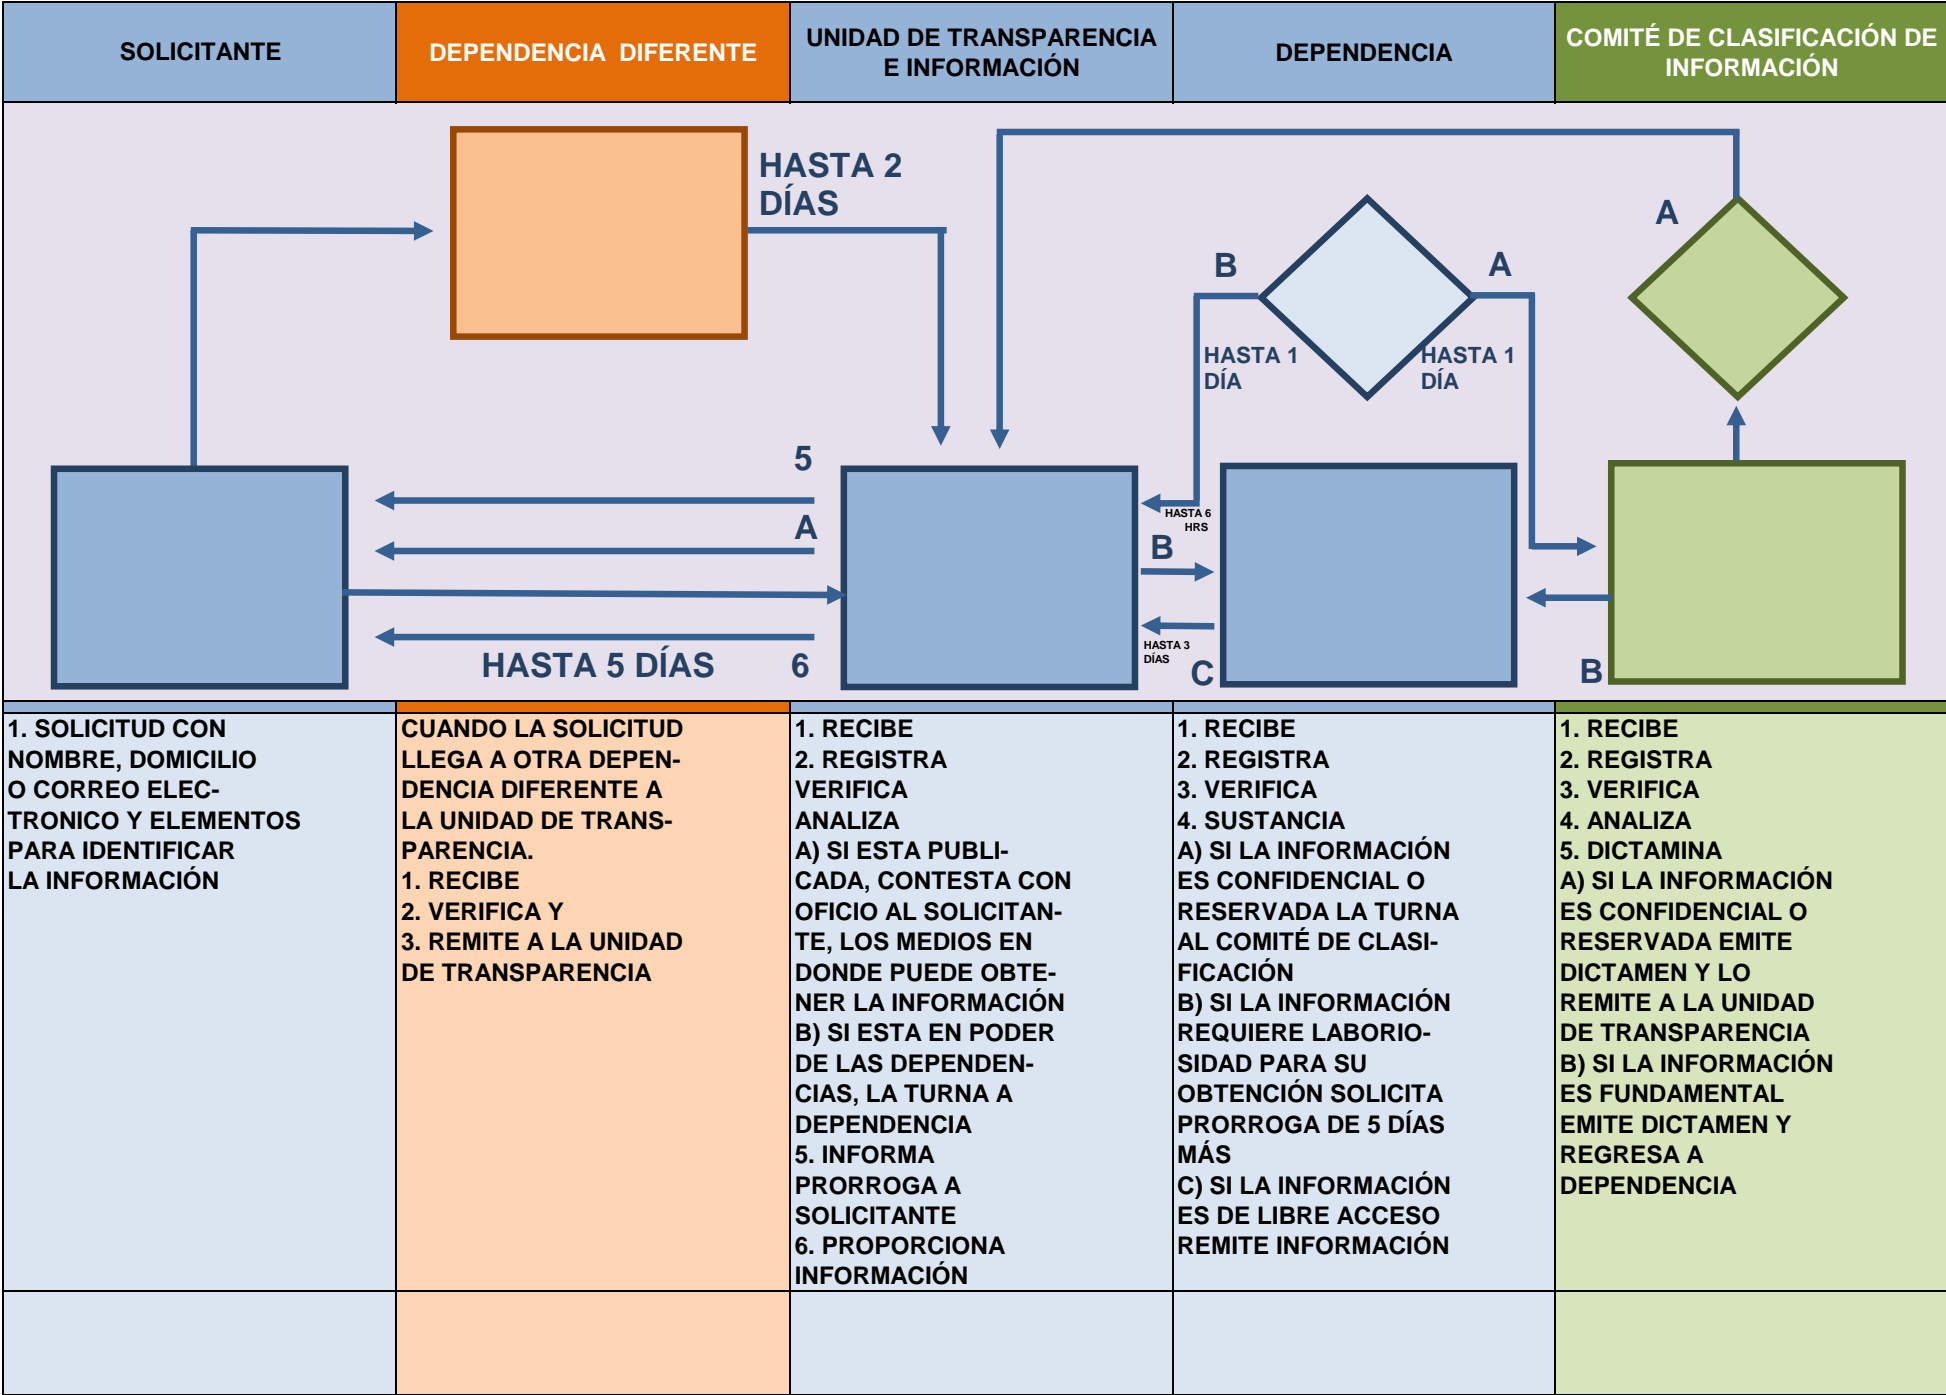 SOLICITANTE
DEPENDENCIA  DIFERENTE
UNIDAD DE TRANSPARENCIA
E INFORMACIÓN
DEPENDENCIA
COMITÉ DE CLASIFICACIÓN DE
INFORMACIÓN
HASTA 2
DÍAS
A
B
A
HASTA 1
DÍA
HASTA 1
DÍA
5
A
HASTA 6
HRS
B
HASTA 3
DÍAS
HASTA 5 DÍAS
6
C
B
1. SOLICITUD CON
NOMBRE, DOMICILIO
O CORREO ELEC-
TRONICO Y ELEMENTOS
PARA IDENTIFICAR
LA INFORMACIÓN
CUANDO LA SOLICITUD
LLEGA A OTRA DEPEN-
DENCIA DIFERENTE A
LA UNIDAD DE TRANS-
PARENCIA.
1. RECIBE
2. VERIFICA Y
3. REMITE A LA UNIDAD
DE TRANSPARENCIA
1. RECIBE
2. REGISTRA
VERIFICA
ANALIZA
A) SI ESTA PUBLI-
CADA, CONTESTA CON
OFICIO AL SOLICITAN-
TE, LOS MEDIOS EN
DONDE PUEDE OBTE-
NER LA INFORMACIÓN
B) SI ESTA EN PODER
DE LAS DEPENDEN-
CIAS, LA TURNA A
DEPENDENCIA
5. INFORMA
PRORROGA A
SOLICITANTE
6. PROPORCIONA
INFORMACIÓN
1. RECIBE
2. REGISTRA
3. VERIFICA
4. SUSTANCIA
A) SI LA INFORMACIÓN
ES CONFIDENCIAL O
RESERVADA LA TURNA
AL COMITÉ DE CLASI-
FICACIÓN
B) SI LA INFORMACIÓN
REQUIERE LABORIO-
SIDAD PARA SU
OBTENCIÓN SOLICITA
PRORROGA DE 5 DÍAS
MÁS
C) SI LA INFORMACIÓN
ES DE LIBRE ACCESO
REMITE INFORMACIÓN
1. RECIBE
2. REGISTRA
3. VERIFICA
4. ANALIZA
5. DICTAMINA
A) SI LA INFORMACIÓN
ES CONFIDENCIAL O
RESERVADA EMITE
DICTAMEN Y LO
REMITE A LA UNIDAD
DE TRANSPARENCIA
B) SI LA INFORMACIÓN
ES FUNDAMENTAL
EMITE DICTAMEN Y
REGRESA A
DEPENDENCIA